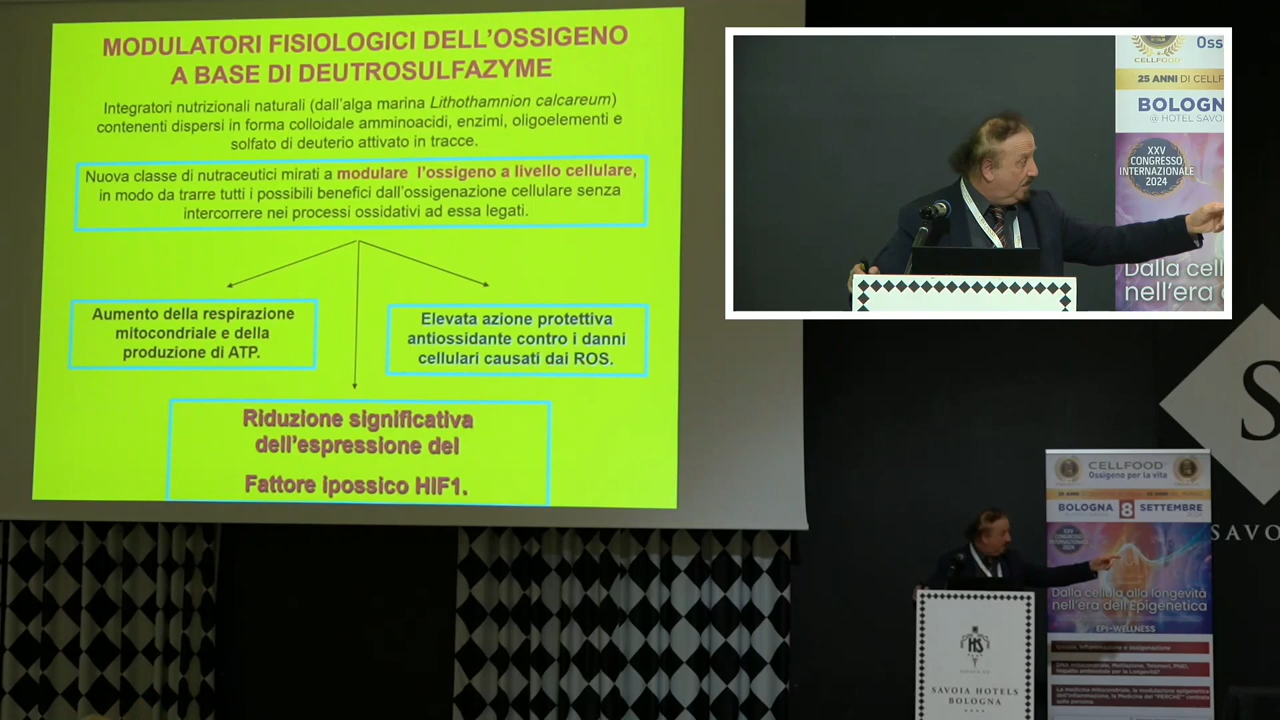 MODULATORI FISIOLOGICI DELL'OSSIGENO
A BASE DI DEUTROSULFAZYME
Integratori nutrizionali naturali (dall'alga marina Lithothamnion calcareum)
contenenti dispersi in forma colloidale amminoacidi, enzimi, oligoelementi e
solfato di deuterio attivato in tracce.
Nuova classe di nutraceutici mirati a modulare l'ossigeno a livello cellulare,
in modo da trarre tutti i possibili benefici dall'ossigenazione cellulare senza
intercorrere nei processi ossidativi ad essa legati.
Aumento della respirazione
mitocondriale e della
produzione di ATP.
Elevata azione protettiva
antiossidante contro i danni
cellulari causati dai ROS.
Riduzione significativa
dell'espressione del
Fattore ipossico HIF1.
CELLFOOD
Oss
25 ANNI DI CELLF
BOLOGN
@ HOTEL SAVOI
XXV
CONGRESSO
INTERNAZIONALE
2024
Dalla cell
nell'era
S
SAVO
CELLFOOD
Ossigeno per la vita
BOLOGNA 8 SETTEMBRE
XXV
CONGRESSO
INTERNAZIONALE
2024
Dalla cellula alla longevità
nell'era dell'Epigenetica
EPI-WELLNESS
HS
SAVOIA HOTELS
BOLOGNA